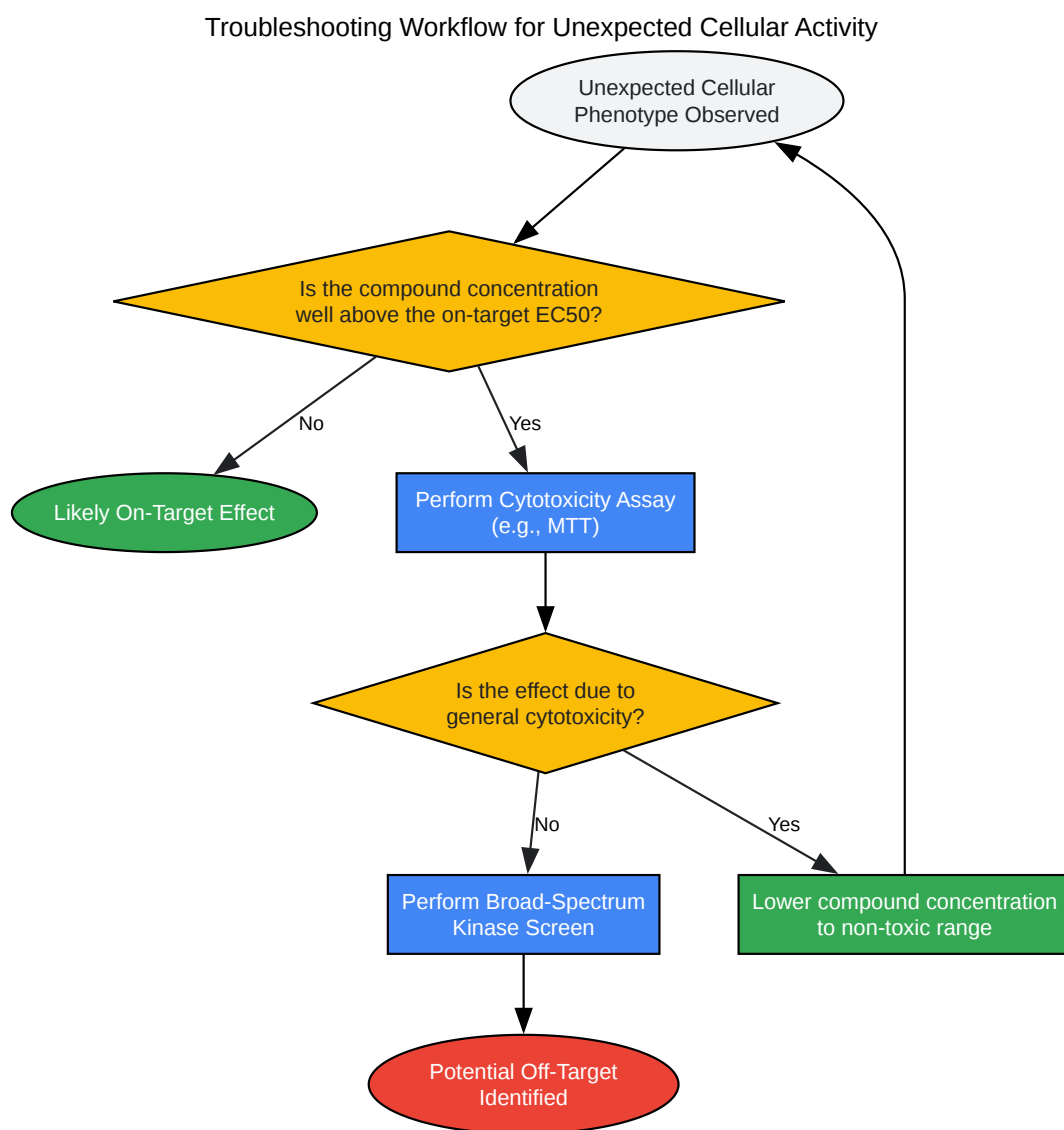 Troubleshooting Workflow for Unexpected Cellular Activity
Unexpected Cellular
Phenotype Observed
Is the compound concentration
well above the on-target EC50?
No
Yes
Likely On-Target Effect
Perform Cytotoxicity Assay
(e.g., MTT)
Is the effect due to
general cytotoxicity?
No
Yes
Perform Broad-Spectrum
Kinase Screen
Lower compound concentration
to non-toxic range
Potential Off-Target
Identified